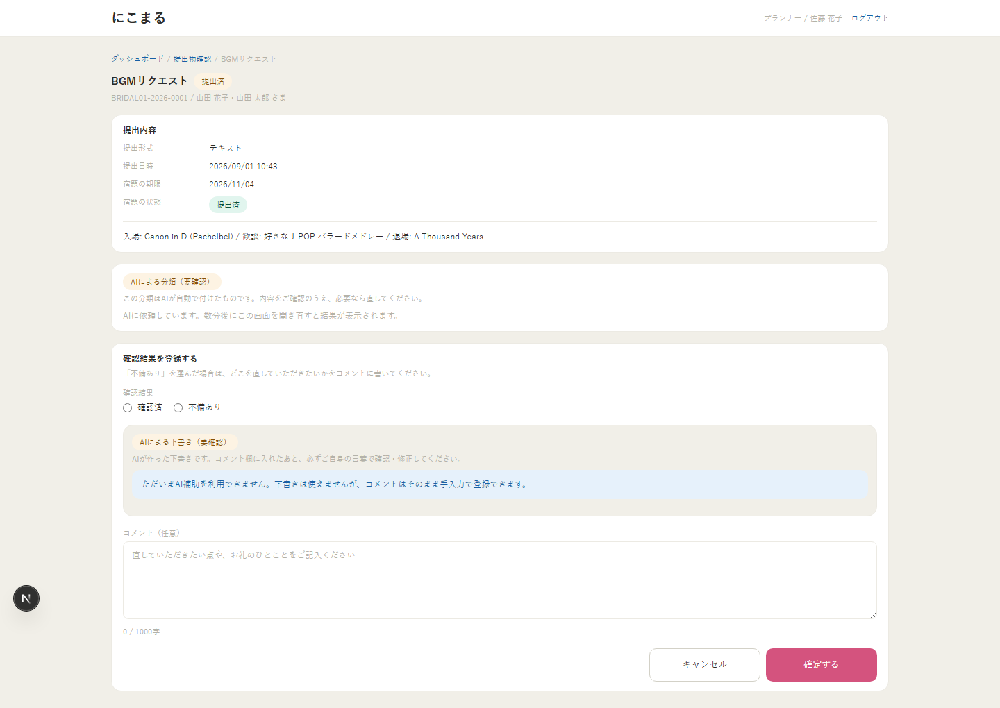 にこまる
プランナー / 佐藤 花子 ログアウト
ダッシュボード / 提出物確認 / BGMリクエスト
BGMリクエスト 提出済
BRIDAL01-2026-0001 / 山田 花子・山田 太郎 さま
提出内容
提出形式 テキスト
提出日時 2026/09/01 10:43
宿題の期限 2026/11/04
宿題の状態 提出済
入場: Canon in D (Pachelbel) / 歓談: 好きな J-POP バラードメドレー / 退場: A Thousand Years
AIによる分類（要確認）
この分類はAIが自動で付けたものです。内容をご確認のうえ、必要なら直してください。
AIに依頼しています。数分後にこの画面を開き直すと結果が表示されます。
確認結果を登録する
「不備あり」を選んだ場合は、どこを直していただきたいかをコメントに書いてください。
確認結果
確認済 不備あり
AIによる下書き（要確認）
AIが作った下書きです。コメント欄に入れたあと、必ずご自身の言葉で確認・修正してください。
ただいまAI補助を利用できません。下書きは使えませんが、コメントはそのまま手入力で登録できます。
コメント（任意）
直していただきたい点や、お礼のひとことをご記入ください
N
0 / 1000字
キャンセル 確定する